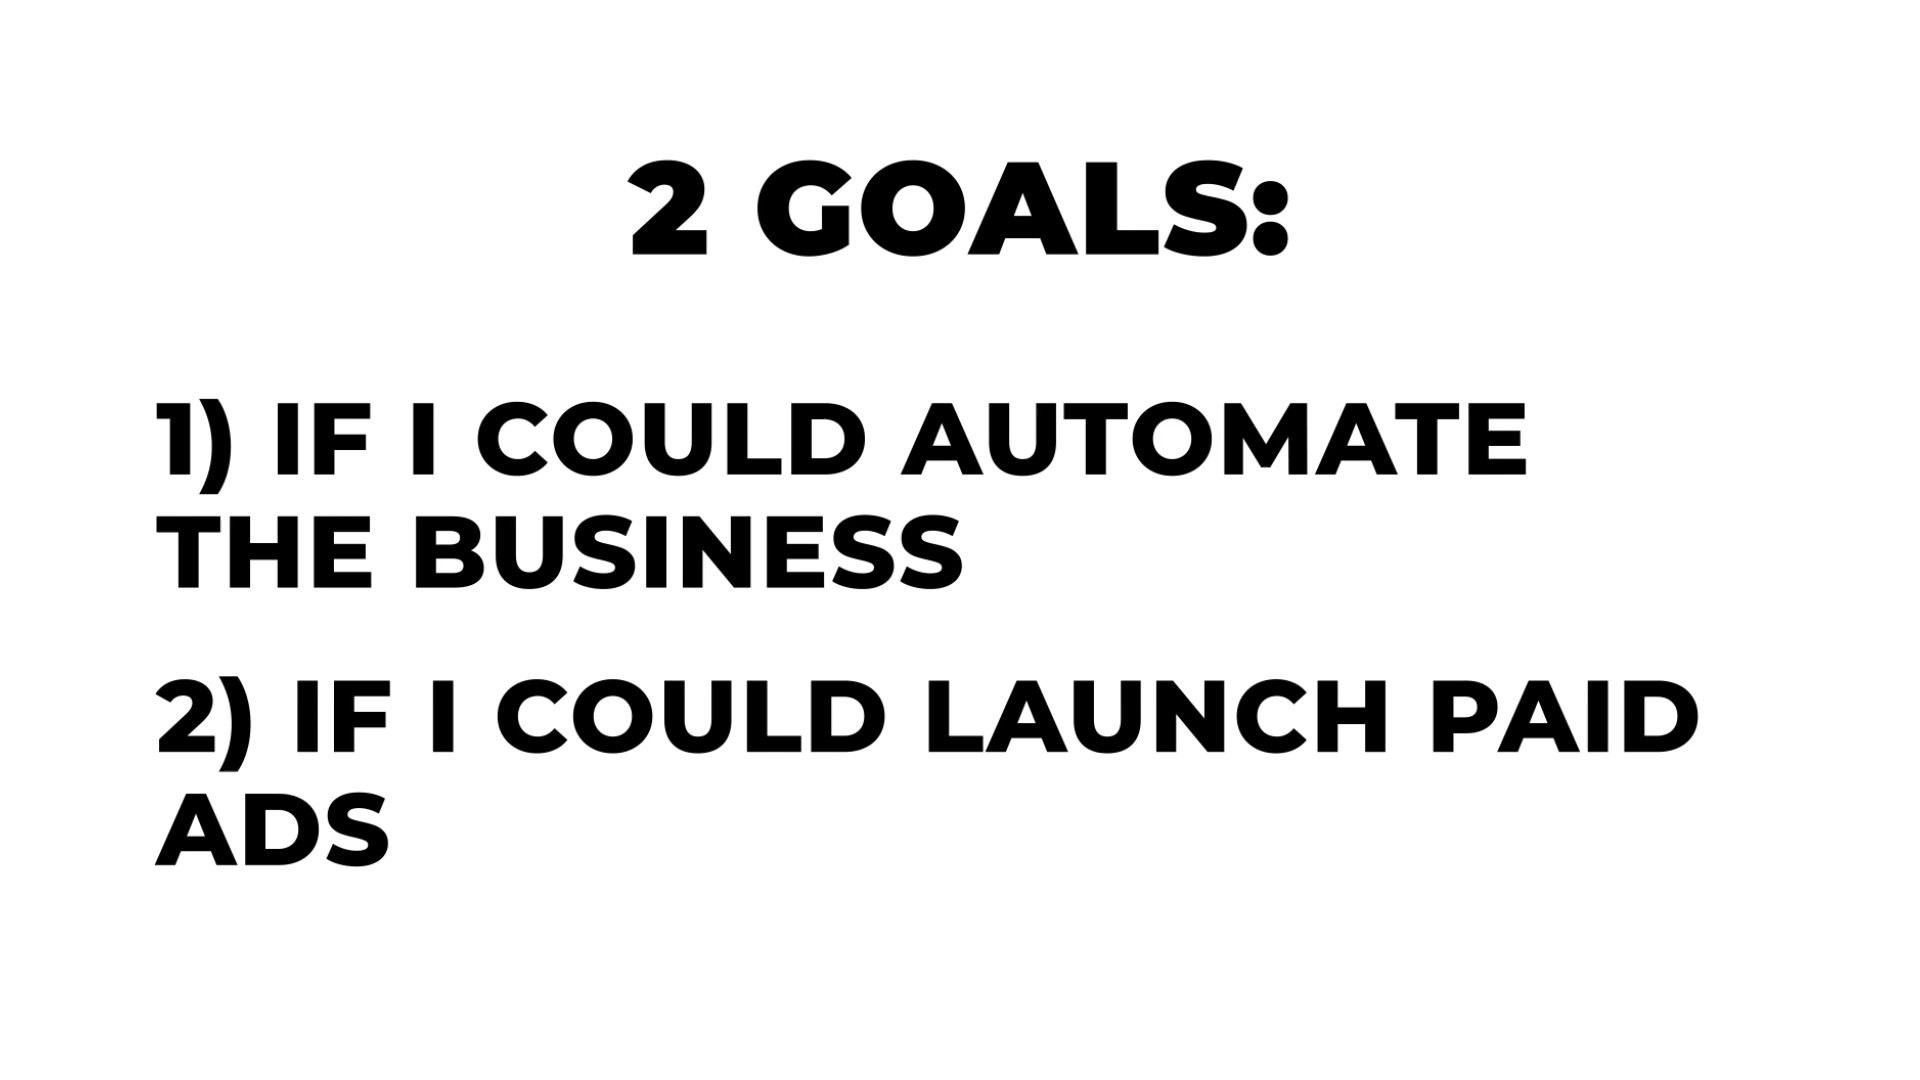 2 GOALS:
1) IF I COULD AUTOMATE
THE BUSINESS
2) IF I COULD LAUNCH PAID
ADS